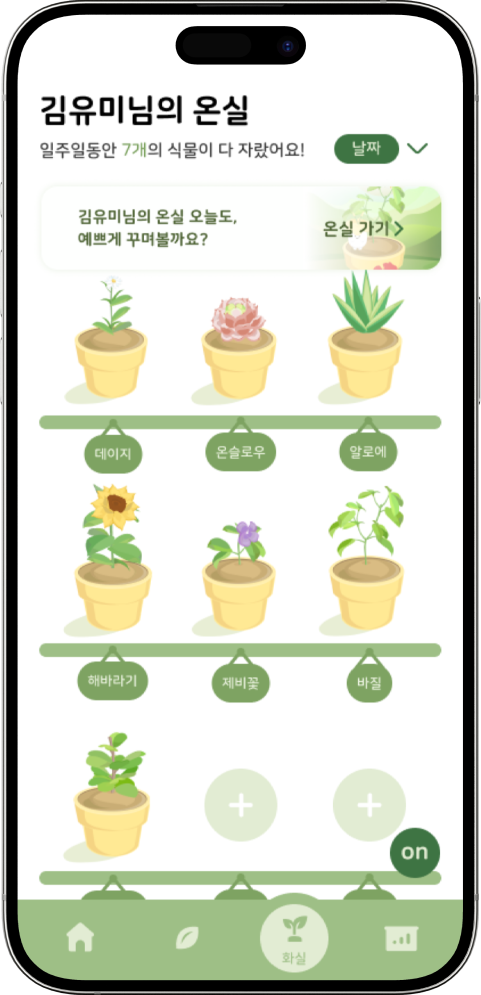 김유미님의 온실
일주일동안 7개의 식물이 다 자랐어요!
날짜
김유미님의 온실 오늘도,
예쁘게 꾸며볼까요?
온실 가기
데이지
온슬로우
알로에
해바라기
제비꽃
바질
on
화실